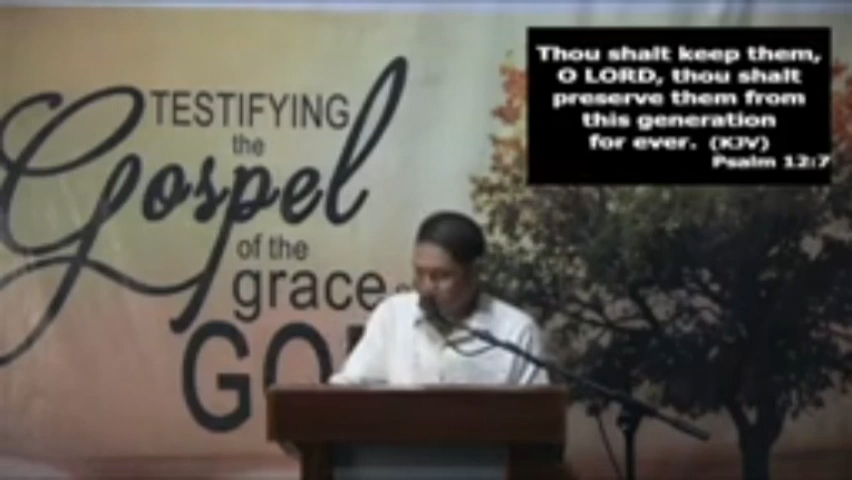 TESTIFYING
the
Gospel
of the
grace
GO
Thou shalt keep them,
O LORD, thou shalt
preserve them from
this generation
for ever. (KJV)
Psalm 12:7